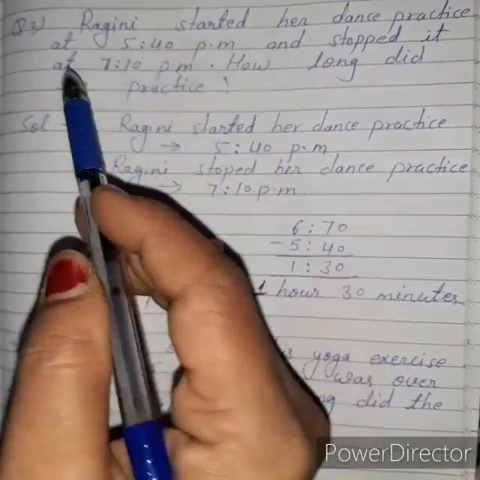 Q 2) Ragini started her dance practice
at 5:40 p.m and stopped it
at 7:10 p.m. How long did
practice ?
Sol Ragini started her dance practice
→ 5:40 p.m
Ragini stoped her dance practice
→ 7:10 p.m
6:70
- 5:40
1:30
1 hour 30 minutes
yoga exercise
was over
did the
PowerDirector